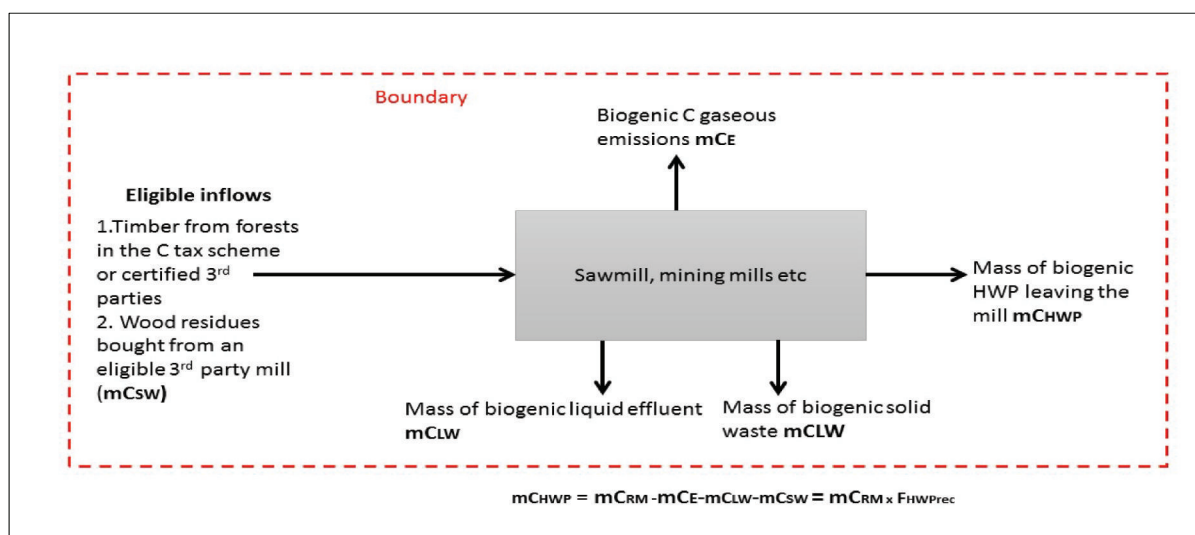 Boundary
Biogenic C gaseous
emissions mCE
Eligible inflows
1.Timber from forests
in the C tax scheme
or certified 3rd
parties
2. Wood residues
bought from an
eligible 3rd party mill
(mCsw)
Sawmill, mining mills etc
Mass of biogenic
HWP leaving the
mill mCHWP
Mass of biogenic liquid effluent
mCLW
Mass of biogenic solid
waste mCLW
mCHWP = mCRM -mCE-mCLW-mCSW = mCRM x FHWPrec